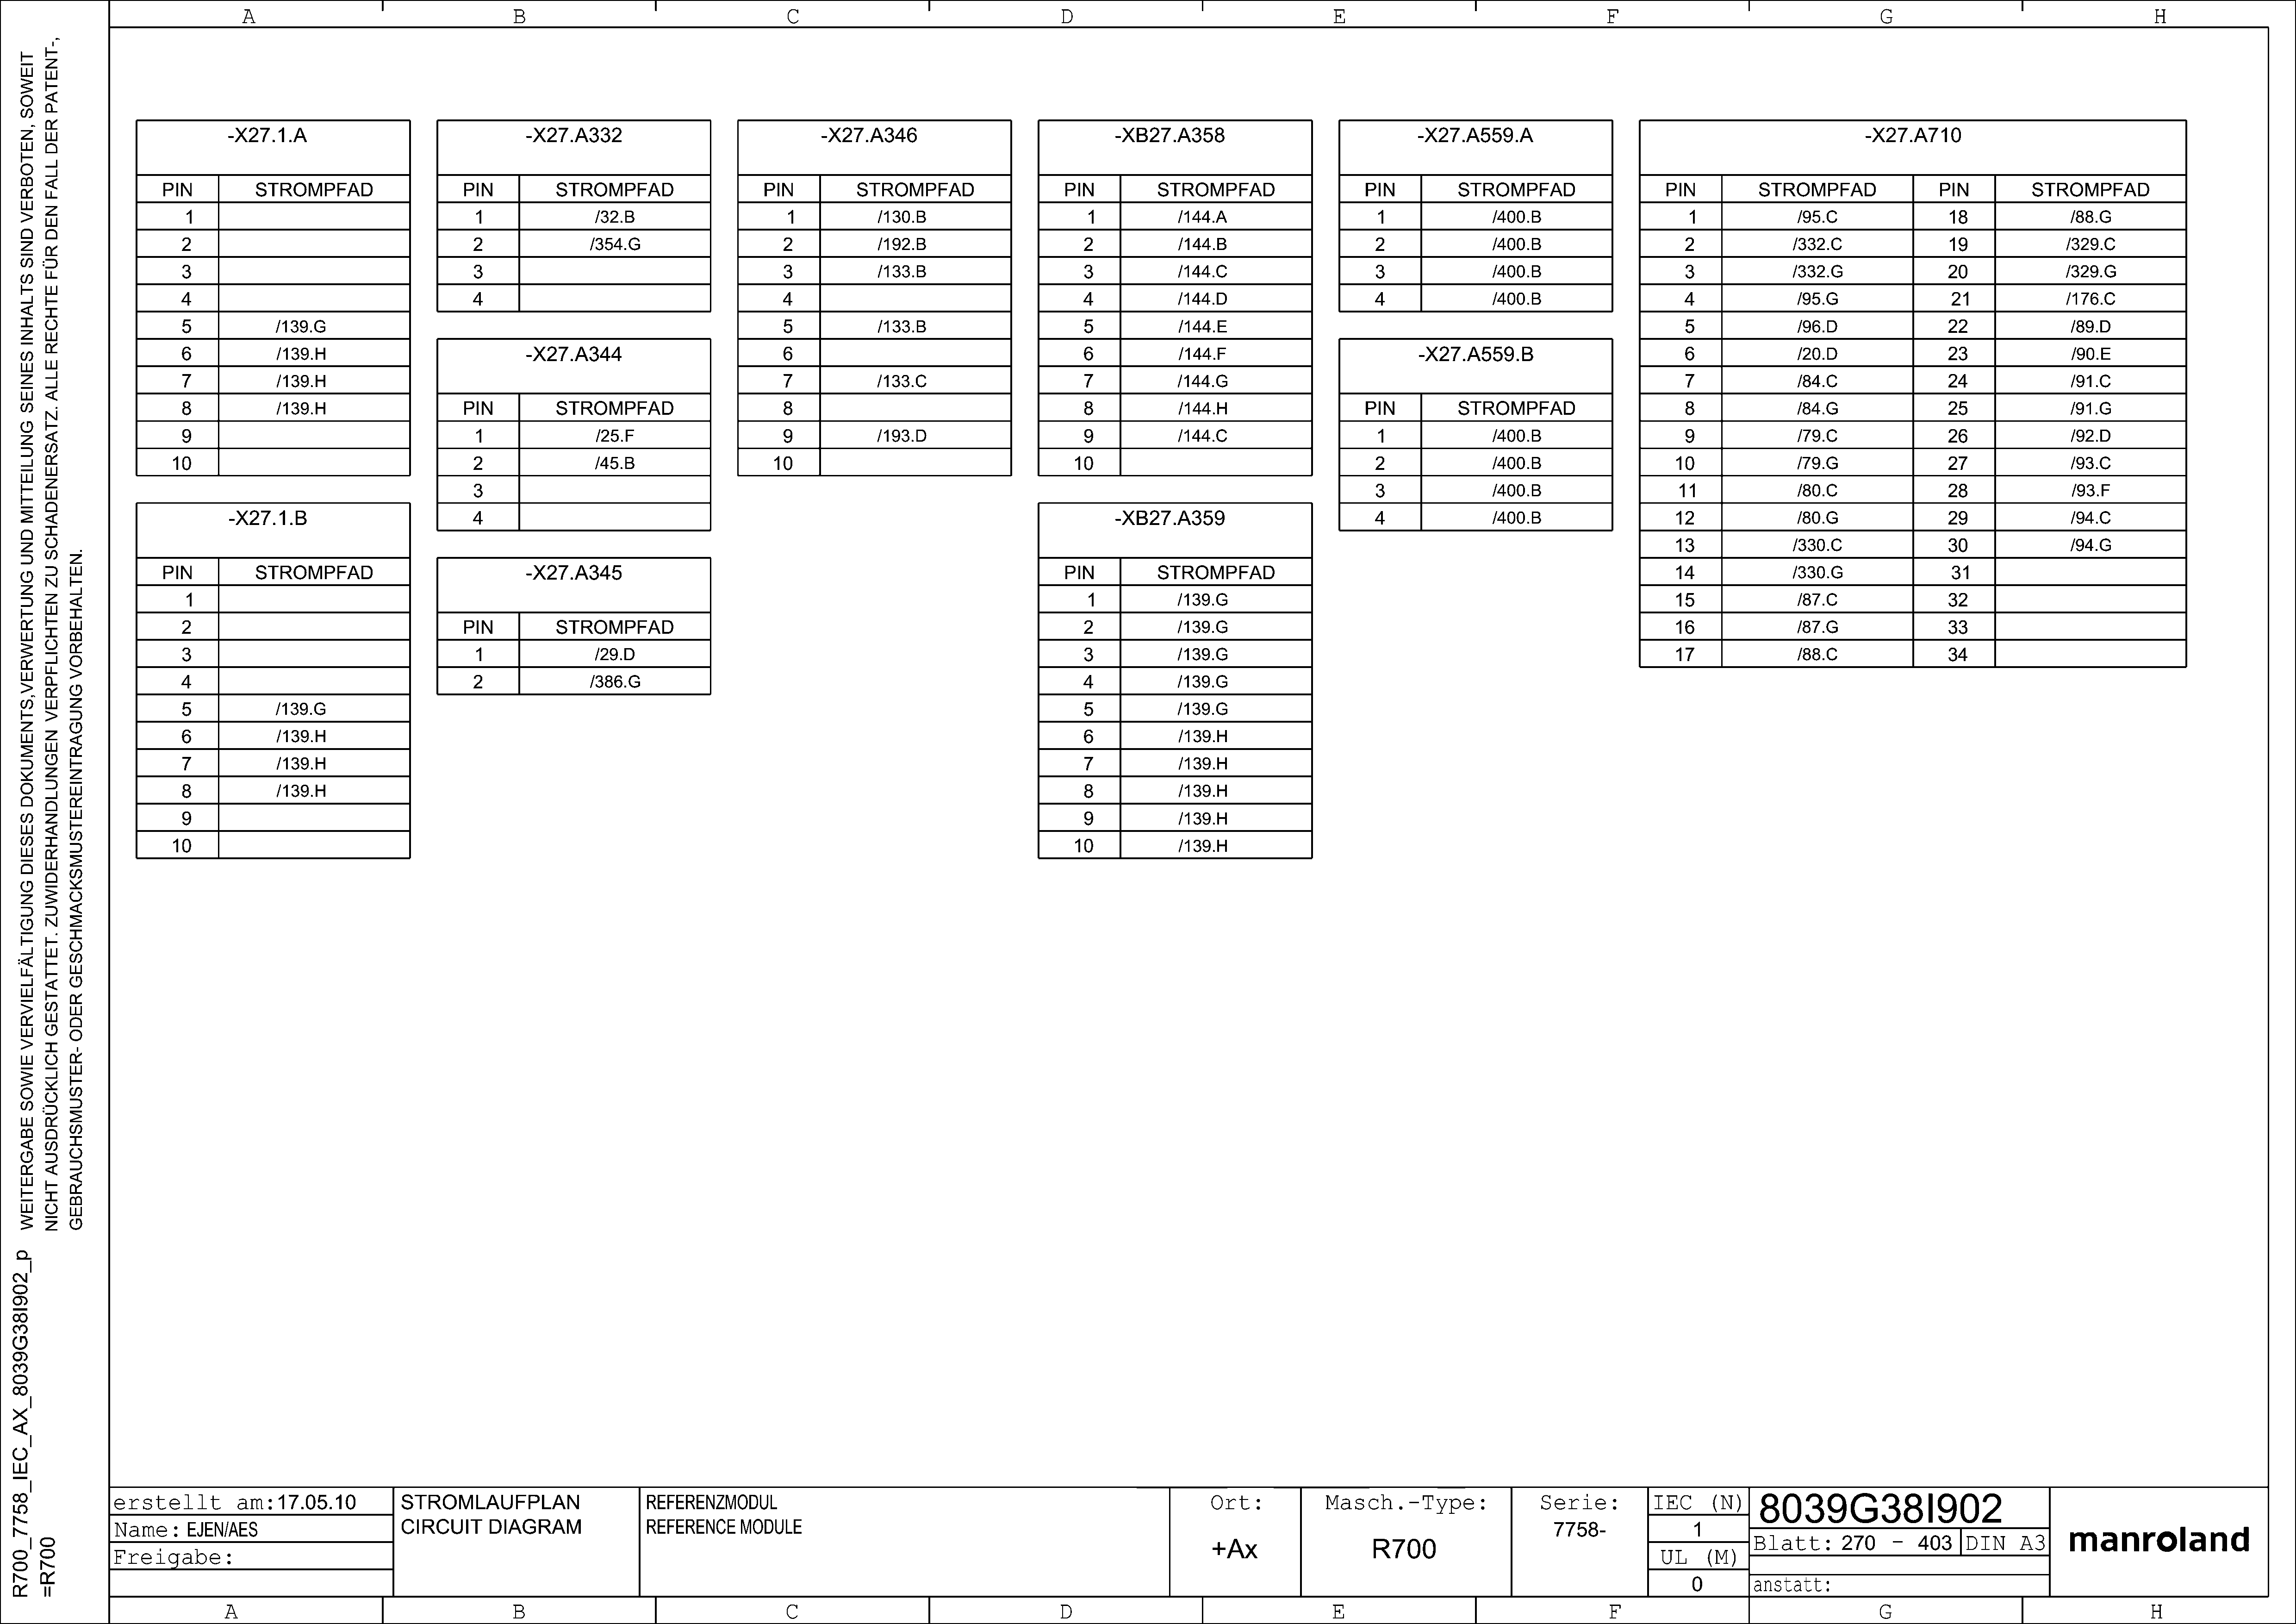 A B C D E F G H
WEITERGABE SOWIE VERVIELFÄLTIGUNG DIESES DOKUMENTS,VERWERTUNG UND MITTEILUNG SEINES INHALTS SIND VERBOTEN, SOWEIT
NICHT AUSDRÜCKLICH GESTATTET. ZUWIDERHANDLUNGEN VERPFLICHTEN ZU SCHADENERSATZ. ALLE RECHTE FÜR DEN FALL DER PATENT-,
GEBRAUCHSMUSTER- ODER GESCHMACKSMUSTEREINTRAGUNG VORBEHALTEN.
R700_7758_IEC_AX_8039G38I902_p
=R700
-X27.1.A
PIN STROMPFAD
1
2
3
4
5 /139.G
6 /139.H
7 /139.H
8 /139.H
9
10
-X27.1.B
PIN STROMPFAD
1
2
3
4
5 /139.G
6 /139.H
7 /139.H
8 /139.H
9
10
-X27.A332
PIN STROMPFAD
1 /32.B
2 /354.G
3
4
-X27.A344
PIN STROMPFAD
1 /25.F
2 /45.B
3
4
-X27.A345
PIN STROMPFAD
1 /29.D
2 /386.G
-X27.A346
PIN STROMPFAD
1 /130.B
2 /192.B
3 /133.B
4
5 /133.B
6
7 /133.C
8
9 /193.D
10
-XB27.A358
PIN STROMPFAD
1 /144.A
2 /144.B
3 /144.C
4 /144.D
5 /144.E
6 /144.F
7 /144.G
8 /144.H
9 /144.C
10
-XB27.A359
PIN STROMPFAD
1 /139.G
2 /139.G
3 /139.G
4 /139.G
5 /139.G
6 /139.H
7 /139.H
8 /139.H
9 /139.H
10 /139.H
-X27.A559.A
PIN STROMPFAD
1 /400.B
2 /400.B
3 /400.B
4 /400.B
-X27.A559.B
PIN STROMPFAD
1 /400.B
2 /400.B
3 /400.B
4 /400.B
-X27.A710
PIN STROMPFAD PIN STROMPFAD
1 /95.C 18 /88.G
2 /332.C 19 /329.C
3 /332.G 20 /329.G
4 /95.G 21 /176.C
5 /96.D 22 /89.D
6 /20.D 23 /90.E
7 /84.C 24 /91.C
8 /84.G 25 /91.G
9 /79.C 26 /92.D
10 /79.G 27 /93.C
11 /80.C 28 /93.F
12 /80.G 29 /94.C
13 /330.C 30 /94.G
14 /330.G 31
15 /87.C 32
16 /87.G 33
17 /88.C 34
erstellt am:17.05.10
Name: EJEN/AES
Freigabe:
STROMLAUFPLAN
CIRCUIT DIAGRAM
REFERENZMODUL
REFERENCE MODULE
Ort:
+Ax
Masch.-Type:
R700
Serie:
7758-
IEC (N)
1
UL (M)
0
8039G38I902
Blatt: 270 - 403 DIN A3
anstatt:
manroland
A B C D E F G H